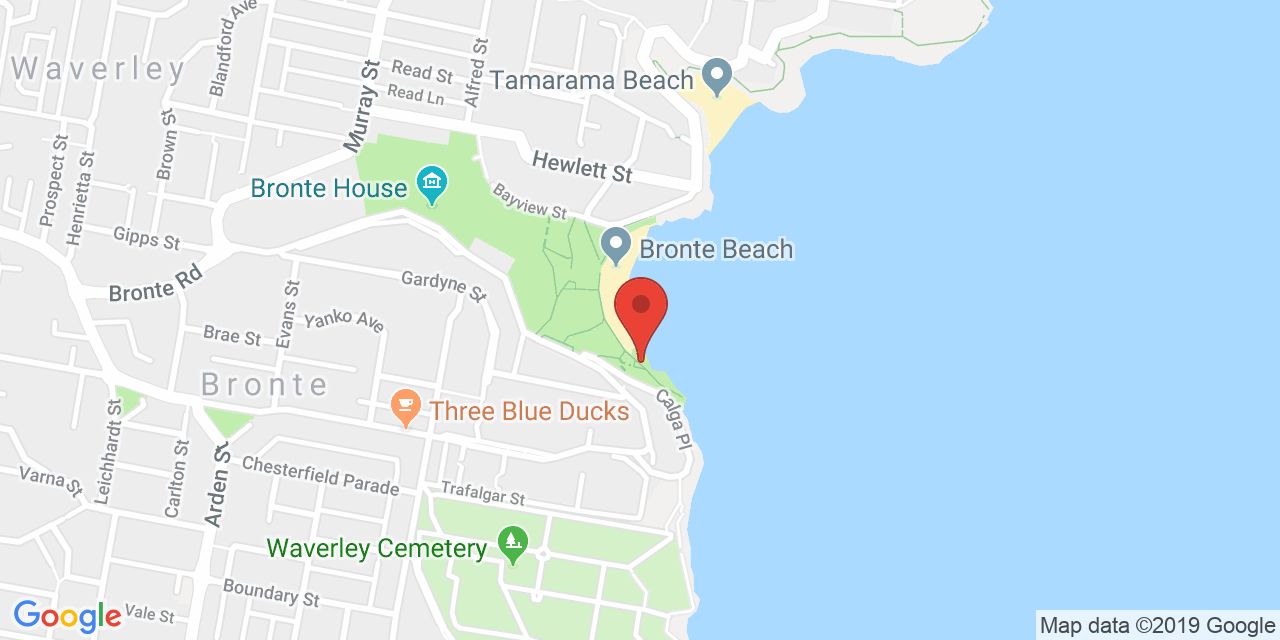 Blandford Ave
Waverley
Murray St
Read St
Alfred St
Tamarama Beach
Read Ln
Brown St
Prospect St
Henrietta St
Hewlett St
Bronte House
Bayview St
Gipps St
Bronte Beach
Bronte Rd
Gardyne St
Evans St
Yanko Ave
Brae St
Bronte
Three Blue Ducks
Calga Pl
Leichhardt St
Carlton St
Arden St
Varna St
Chesterfield Parade
Trafalgar St
Waverley Cemetery
Boundary St
Google
Vale St
Map data ©2019 Google